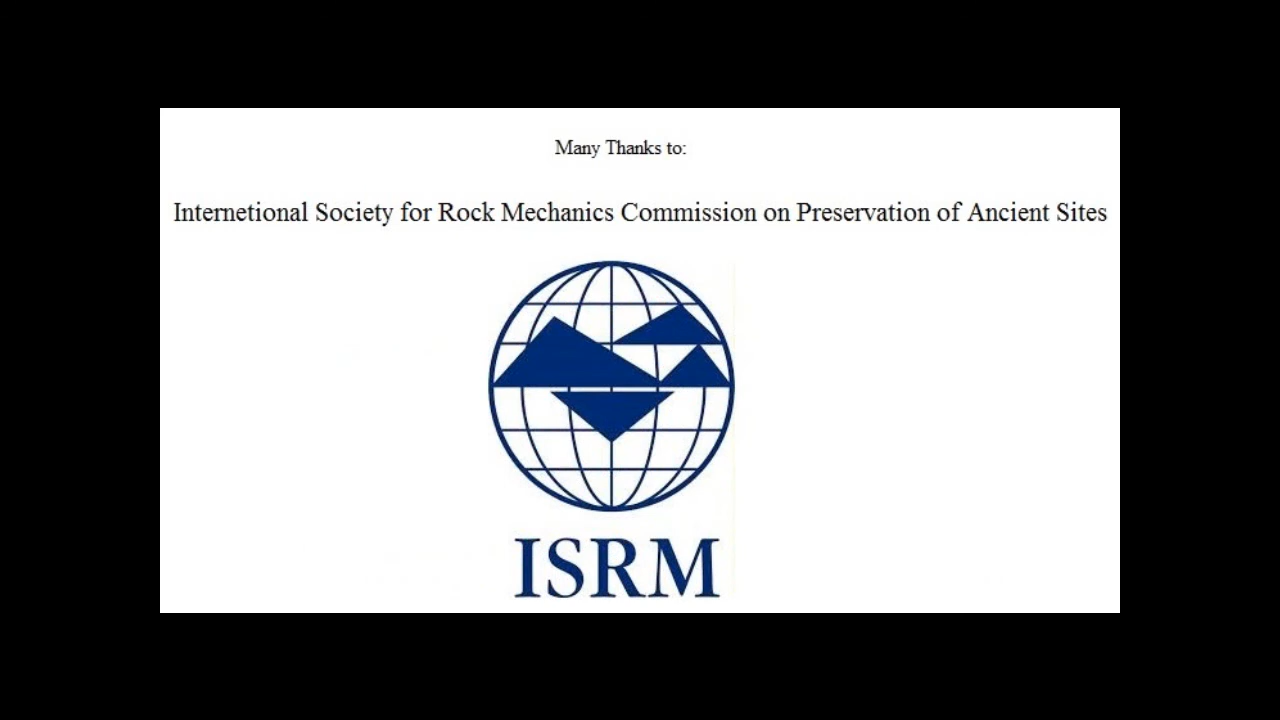 Many Thanks to:
Internetional Society for Rock Mechanics Commission on Preservation of Ancient Sites
ISRM